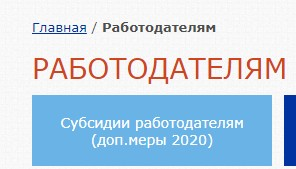 Главная / Работодателям
РАБОТОДАТЕЛЯМ
Субсидии работодателям
(доп.меры 2020)